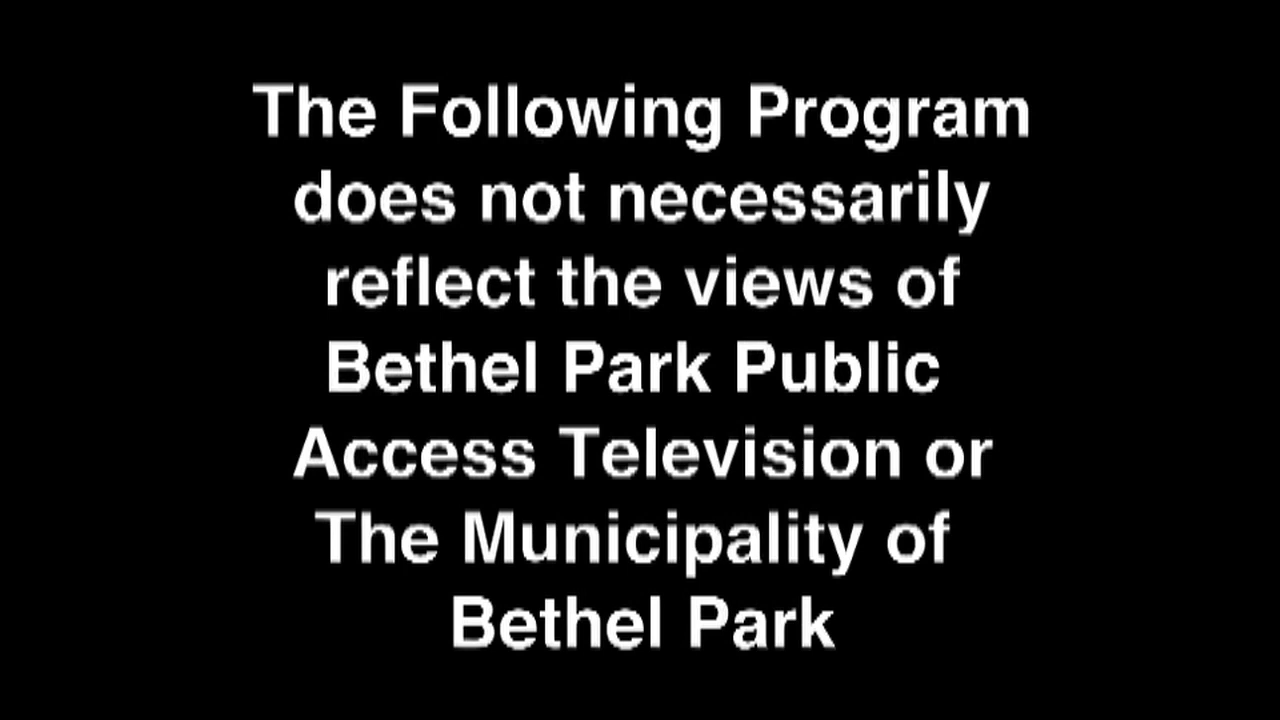 The Following Program
does not necessarily
reflect the views of
Bethel Park Public
Access Television or
The Municipality of
Bethel Park